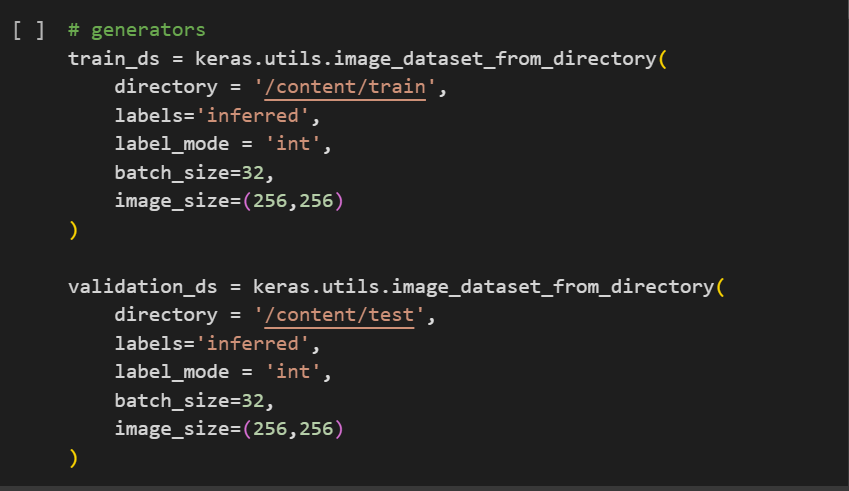 [ ] # generators
train_ds = keras.utils.image_dataset_from_directory(
    directory = '/content/train',
    labels='inferred',
    label_mode = 'int',
    batch_size=32,
    image_size=(256,256)
)

validation_ds = keras.utils.image_dataset_from_directory(
    directory = '/content/test',
    labels='inferred',
    label_mode = 'int',
    batch_size=32,
    image_size=(256,256)
)